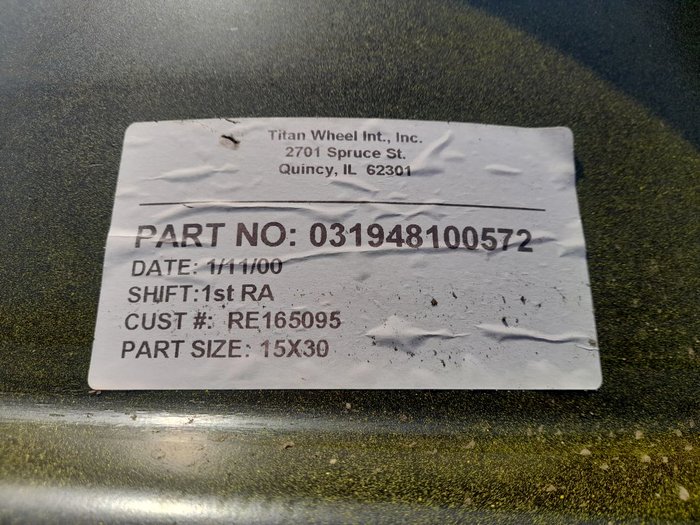 Titan Wheel Int., Inc.
2701 Spruce St.
Quincy, IL 62301
PART NO: 031948100572
DATE: 1/11/00
SHIFT:1st RA
CUST #: RE165095
PART SIZE: 15X30